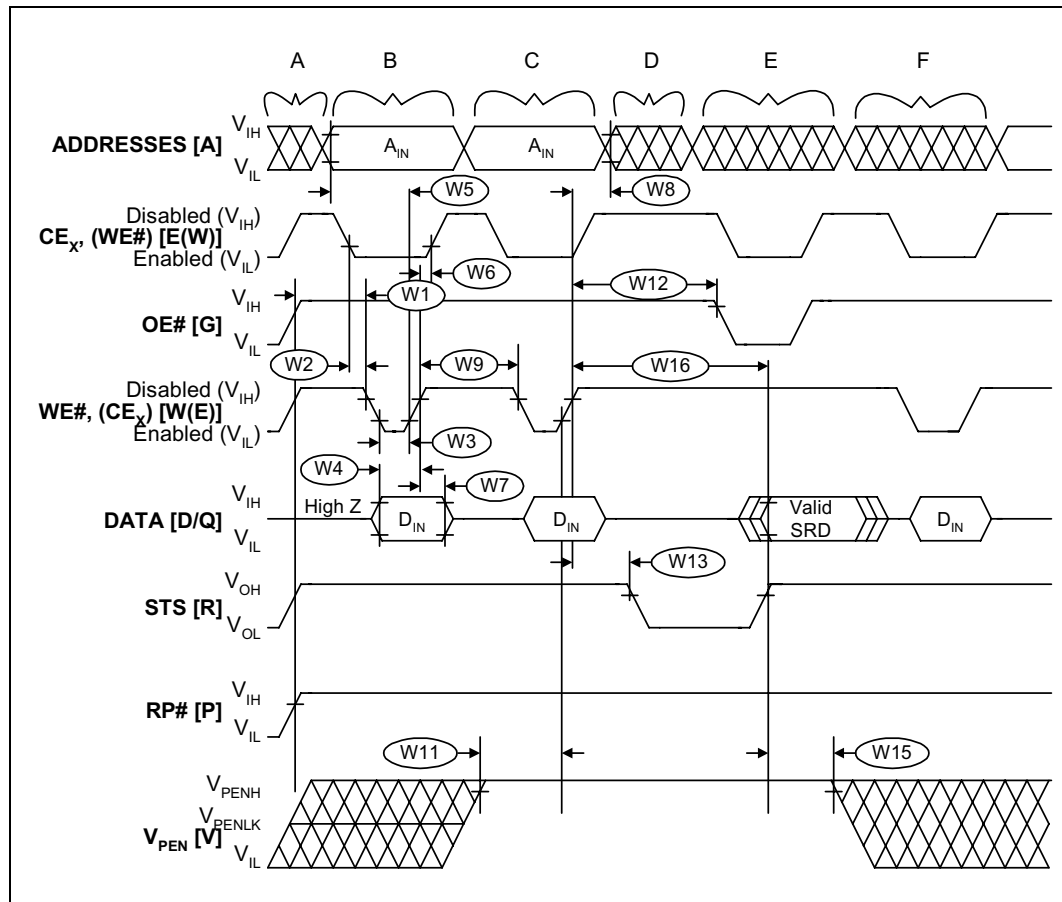 A B C D E F
V_IH
ADDRESSES [A] A_IN A_IN
V_IL
W5 W8
Disabled (V_IH)
CE_X, (WE#) [E(W)]
Enabled (V_IL)
W6
W1 W12
V_IH
OE# [G]
V_IL
W2 W9 W16
Disabled (V_IH)
WE#, (CE_X) [W(E)]
Enabled (V_IL)
W3
W4 W7
V_IH High Z
DATA [D/Q] D_IN D_IN Valid SRD D_IN
V_IL
W13
V_OH
STS [R]
V_OL
V_IH
RP# [P]
V_IL
W11 W15
V_PENH
V_PENLK
V_PEN [V]
V_IL